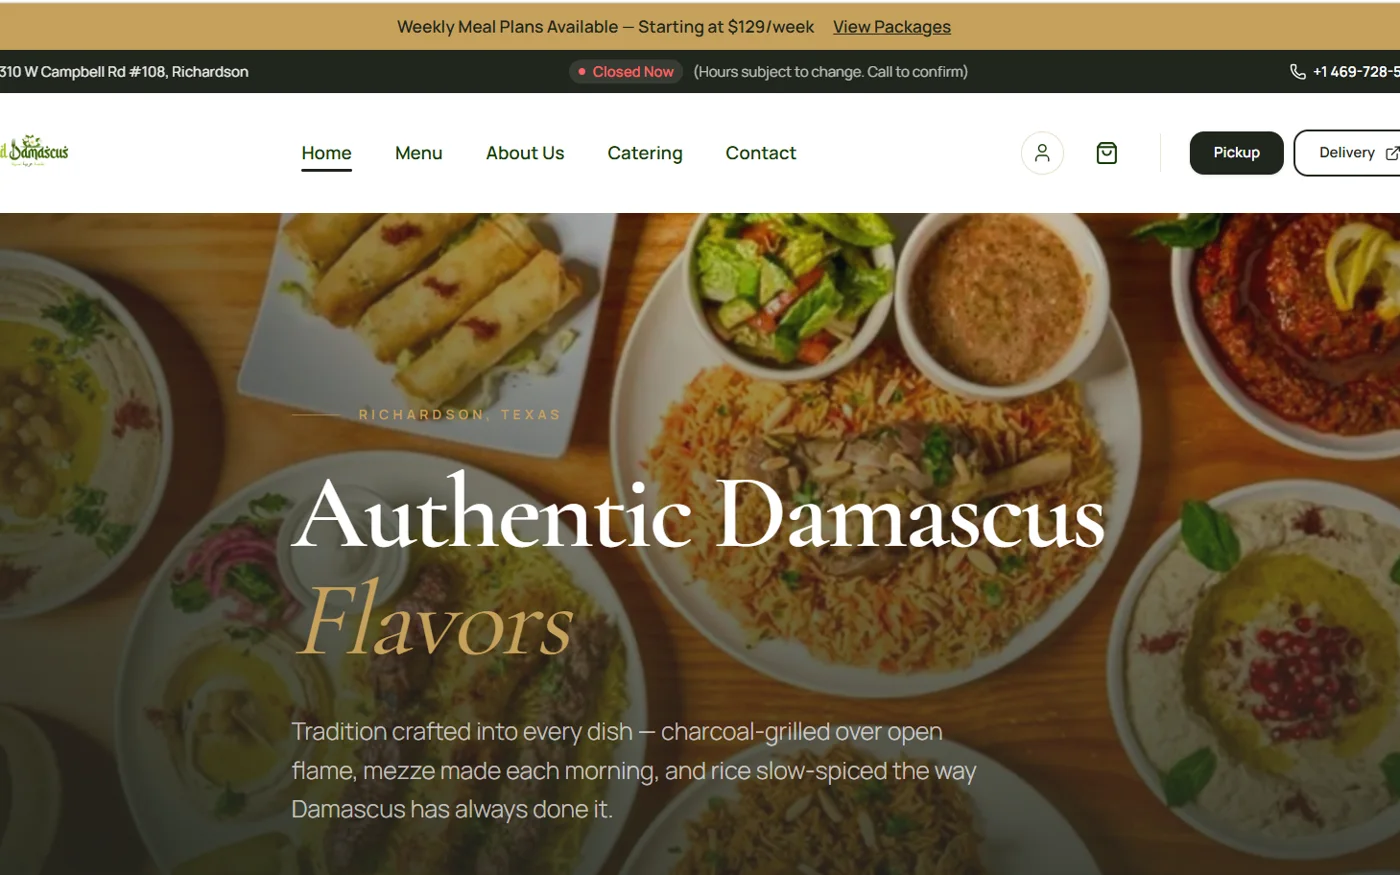 Weekly Meal Plans Available — Starting at $129/week View Packages
310 W Campbell Rd #108, Richardson
Closed Now (Hours subject to change. Call to confirm)
+1 469-728-5
Damascus
Home Menu About Us Catering Contact
Pickup Delivery
RICHARDSON, TEXAS
Authentic Damascus
Flavors
Tradition crafted into every dish — charcoal-grilled over open
flame, mezze made each morning, and rice slow-spiced the way
Damascus has always done it.